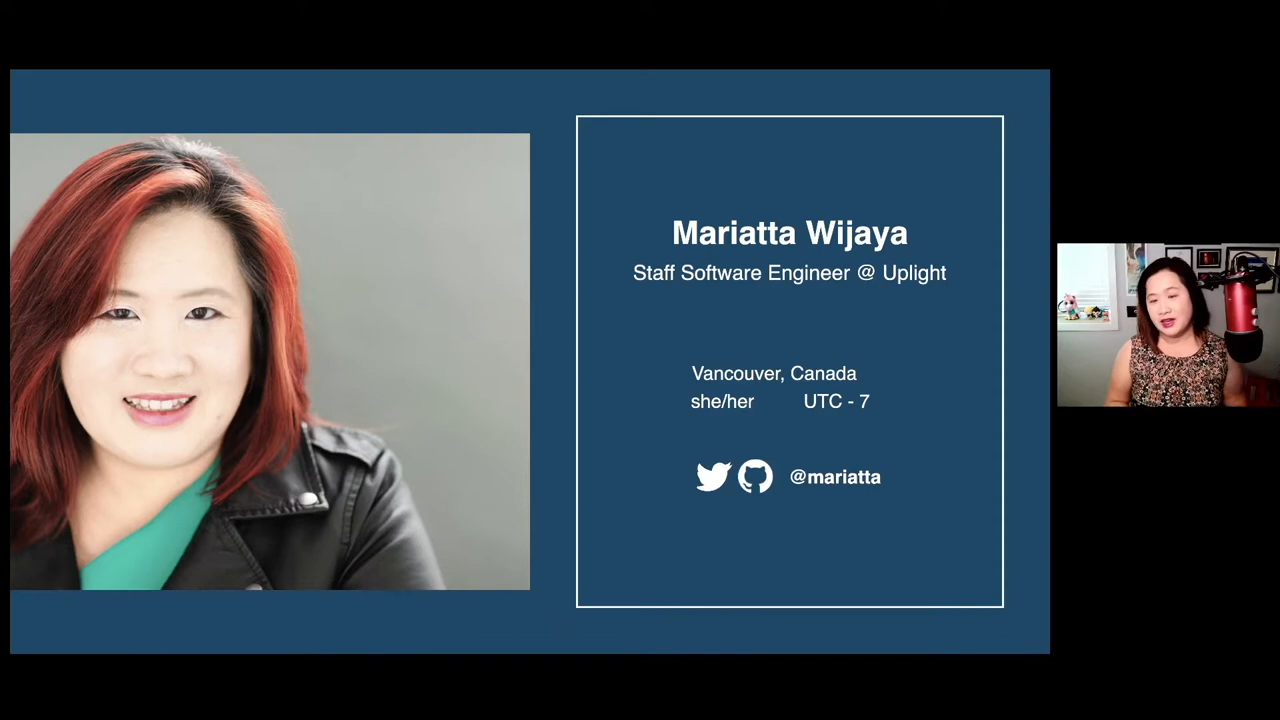 Mariatta Wijaya
Staff Software Engineer @ Uplight
Vancouver, Canada
she/her UTC - 7
@mariatta